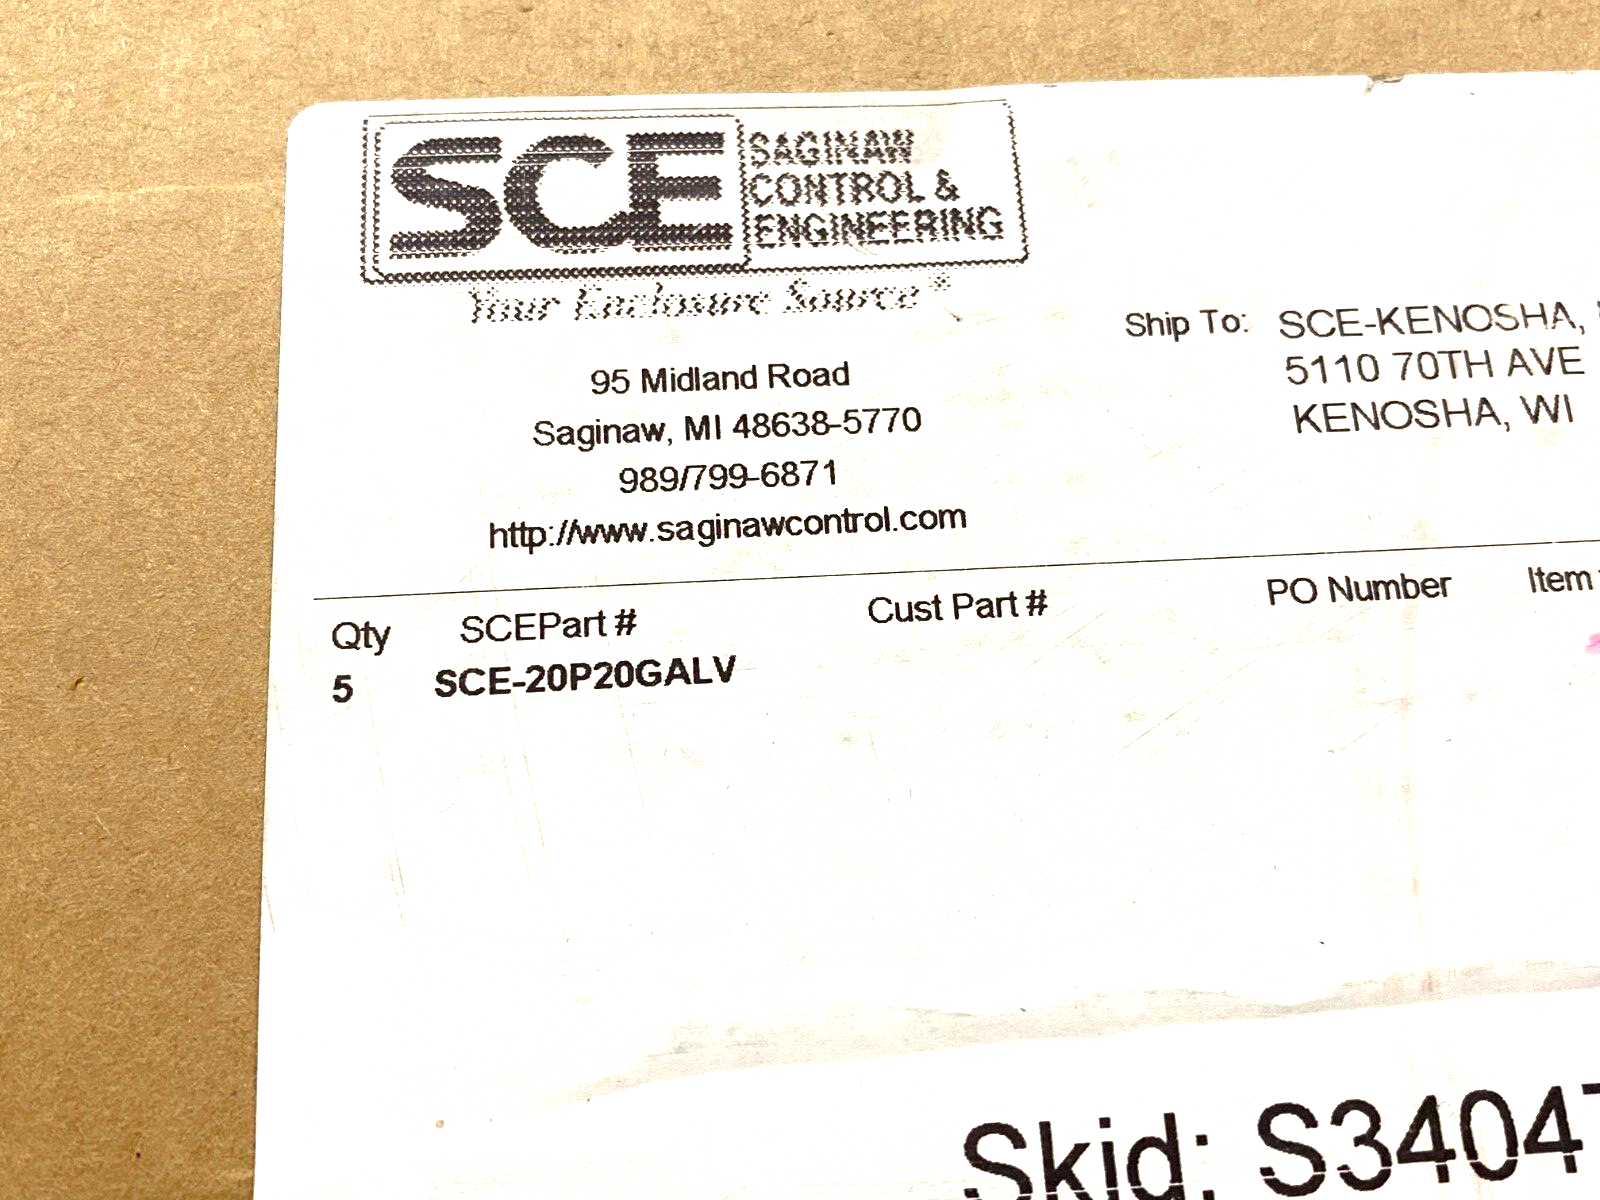 SCE
SAGINAW
CONTROL &
ENGINEERING
Your Enclosure Source®
95 Midland Road
Saginaw, MI 48638-5770
989/799-6871
http://www.saginawcontrol.com
Ship To: SCE-KENOSHA,
5110 70TH AVE
KENOSHA, WI
Qty SCEPart # Cust Part # PO Number Item
5 SCE-20P20GALV
Skid: S3404